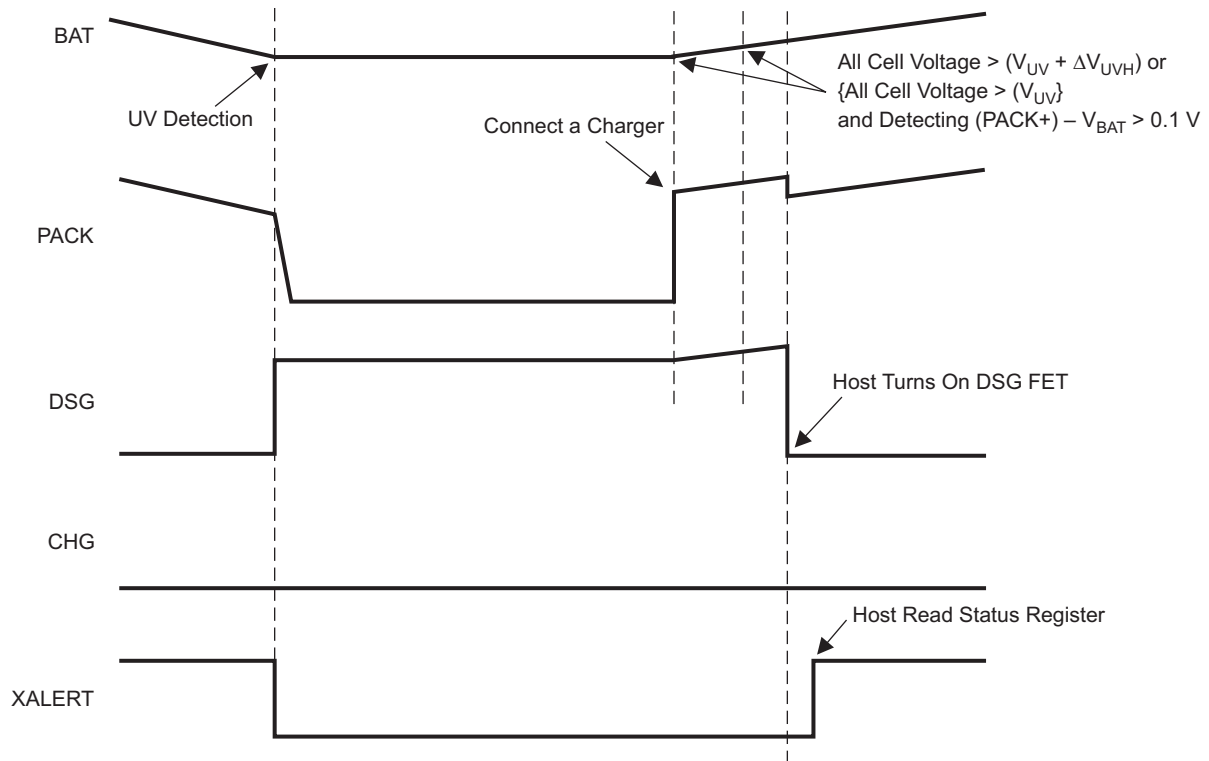 BAT
UV Detection
Connect a Charger
All Cell Voltage > (V_UV + ΔV_UVH) or
{All Cell Voltage > (V_UV}
and Detecting (PACK+) – V_BAT > 0.1 V
PACK
DSG
Host Turns On DSG FET
CHG
Host Read Status Register
XALERT